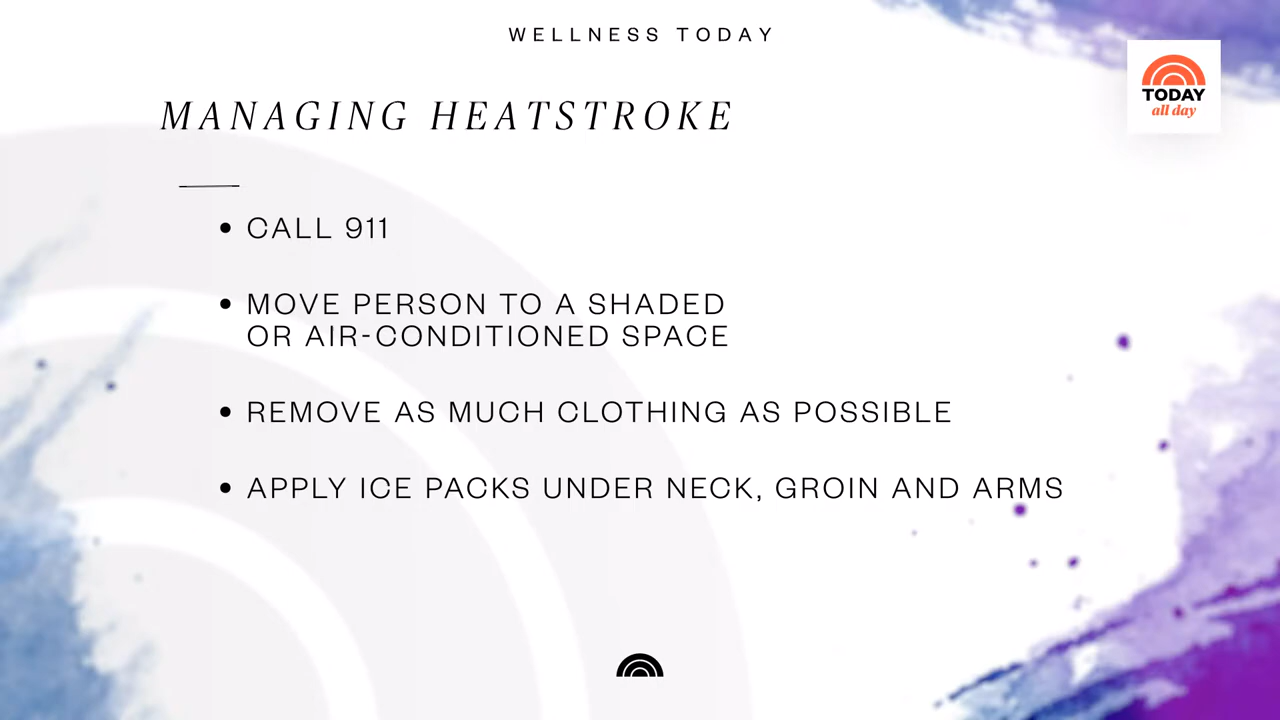 WELLNESS TODAY
TODAY
all day
MANAGING HEATSTROKE
• CALL 911
• MOVE PERSON TO A SHADED
OR AIR-CONDITIONED SPACE
• REMOVE AS MUCH CLOTHING AS POSSIBLE
• APPLY ICE PACKS UNDER NECK, GROIN AND ARMS